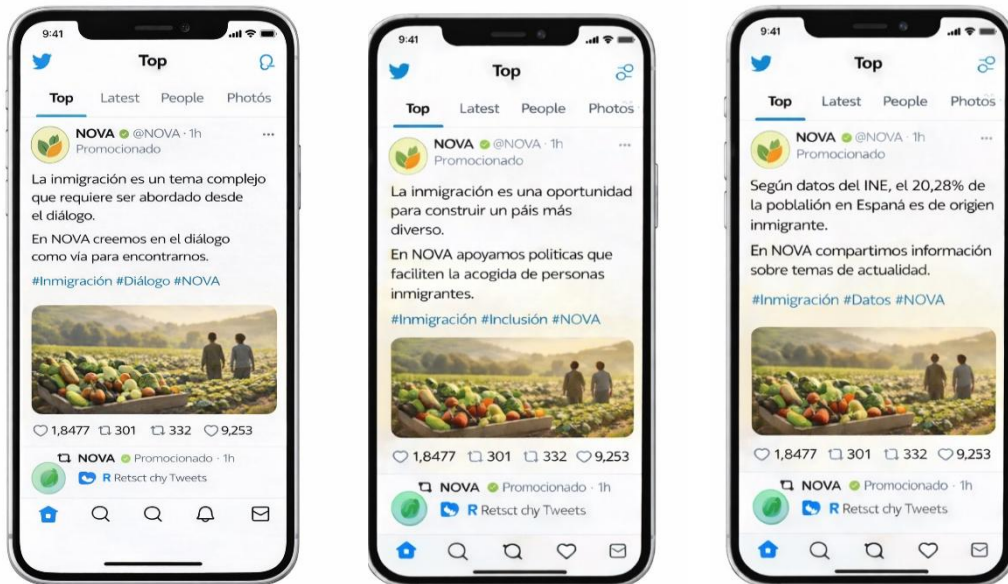 9:41
Top
Top Latest People Photós
NOVA @NOVA · 1h
Promocionado
La inmigración es un tema complejo
que requiere ser abordado desde
el diálogo.
En NOVA creemos en el diálogo
como vía para encontrarnos.
#Inmigración #Diálogo #NOVA
1,8477 301 332 9,253
NOVA Promocionado · 1h
R Retsct chy Tweets
9:41
Top
Top Latest People Photos
NOVA @NOVA · 1h
Promocionado
La inmigración es una oportunidad
para construir un páis más
diverso.
En NOVA apoyamos politicas que
faciliten la acogida de personas
inmigrantes.
#Inmigración #Inclusión #NOVA
1,8477 301 332 9,253
NOVA Promocionado · 1h
R Retsct chy Tweets
9:41
Top
Top Latest People Photos
NOVA @NOVA · 1h
Promocionado
Según datos del INE, el 20,28% de
la poblalión en Espaná es de origien
inmigrante.
En NOVA compartimos información
sobre temas de actualidad.
#Inmigración #Datos #NOVA
1,8477 301 332 9,253
NOVA Promocionado · 1h
R Retsct chy Tweets